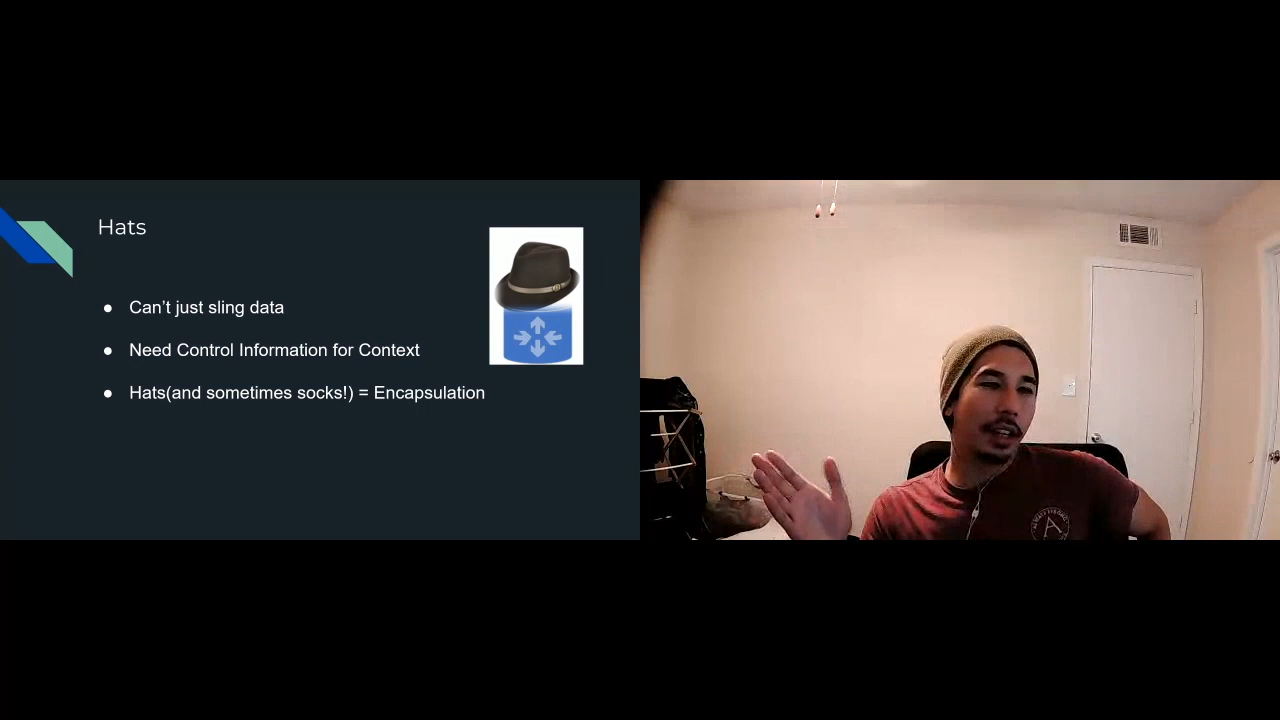 Hats
● Can't just sling data
● Need Control Information for Context
● Hats(and sometimes socks!) = Encapsulation
A